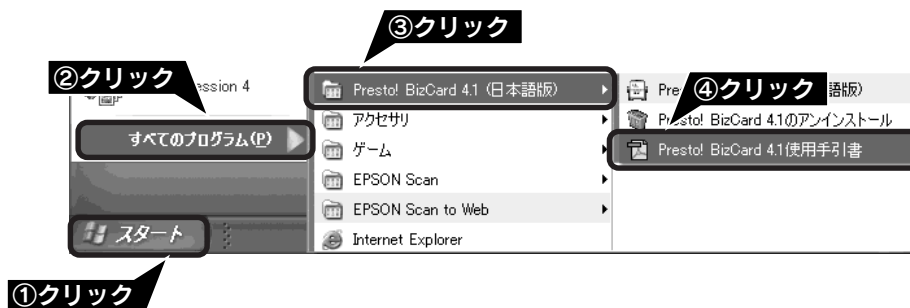 ③クリック
②クリック
ession 4
Presto! BizCard 4.1 (日本語版)
Pre
④クリック
語版)
アクセサリ
Presto! BizCard 4.1のアンインストール
すべてのプログラム(P)
ゲーム
Presto! BizCard 4.1使用手引書
EPSON Scan
EPSON Scan to Web
スタート
Internet Explorer
①クリック